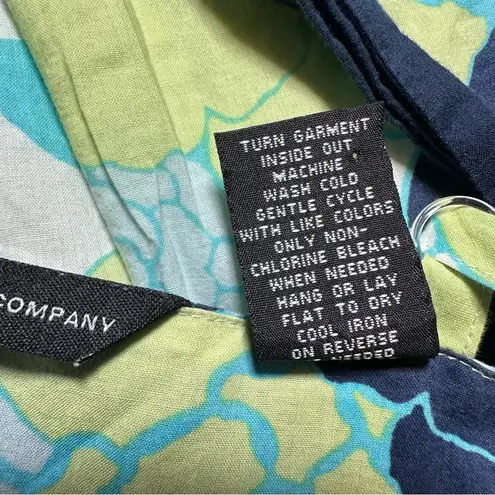 TURN GARMENT
INSIDE OUT
MACHINE
WASH COLD
GENTLE CYCLE
WITH LIKE COLORS
ONLY NON-
CHLORINE BLEACH
WHEN NEEDED
HANG OR LAY
FLAT TO DRY
COOL IRON
ON REVERSE
NEEDED
COMPANY